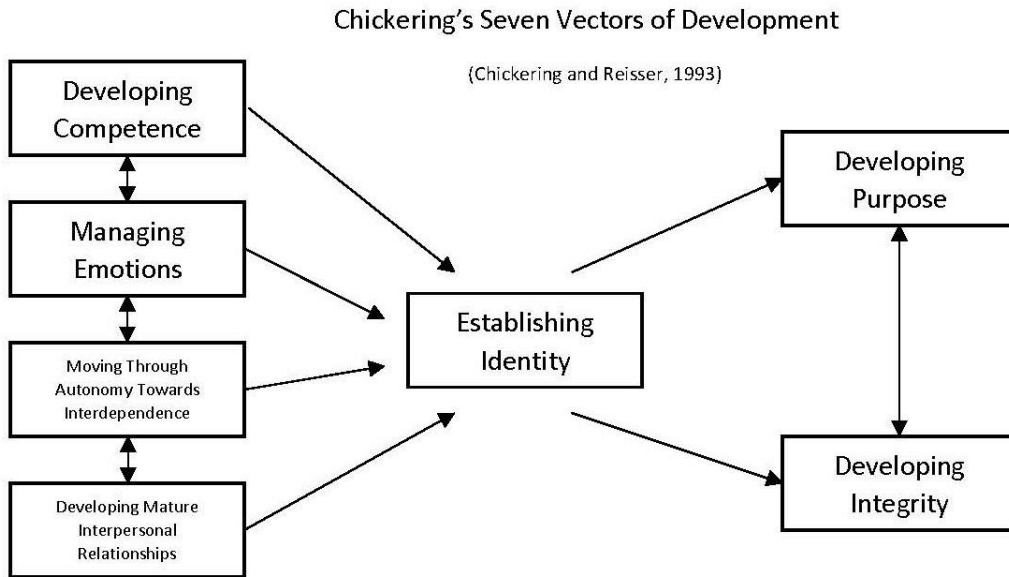 Chickering’s Seven Vectors of Development
(Chickering and Reisser, 1993)
Developing
Competence
Managing
Emotions
Moving Through
Autonomy Towards
Interdependence
Developing Mature
Interpersonal
Relationships
Establishing
Identity
Developing
Purpose
Developing
Integrity